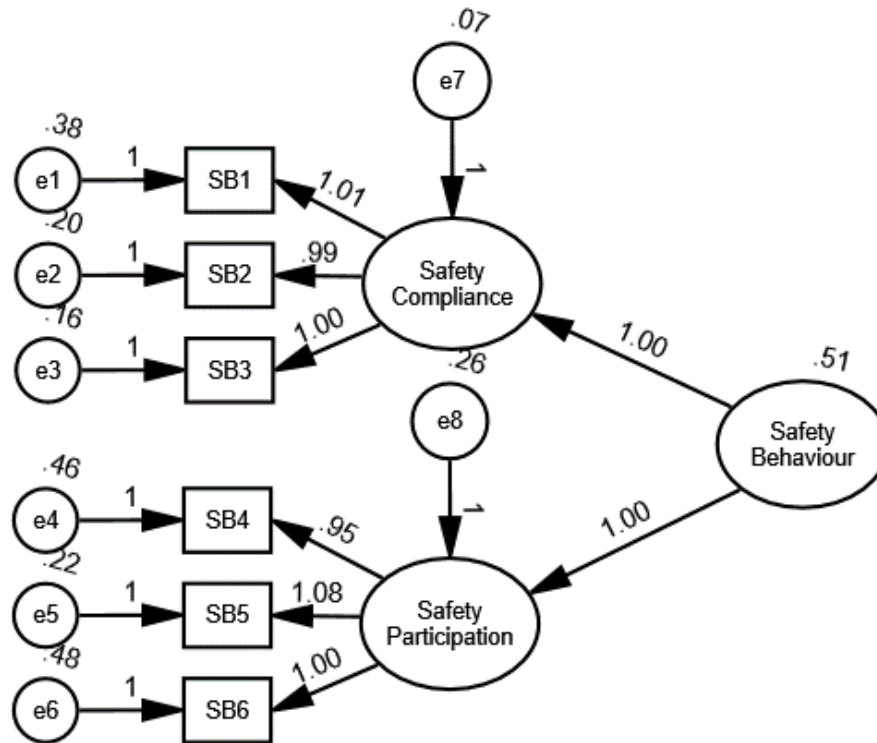 .07
e7
1
.38
e1
1
SB1
1.01
.20
e2
1
SB2
.99
Safety
Compliance
.16
e3
1
SB3
1.00
1.00
.51
Safety
Behaviour
.26
e8
1
1.00
.46
e4
1
SB4
.95
.22
e5
1
SB5
1.08
Safety
Participation
.48
e6
1
SB6
1.00